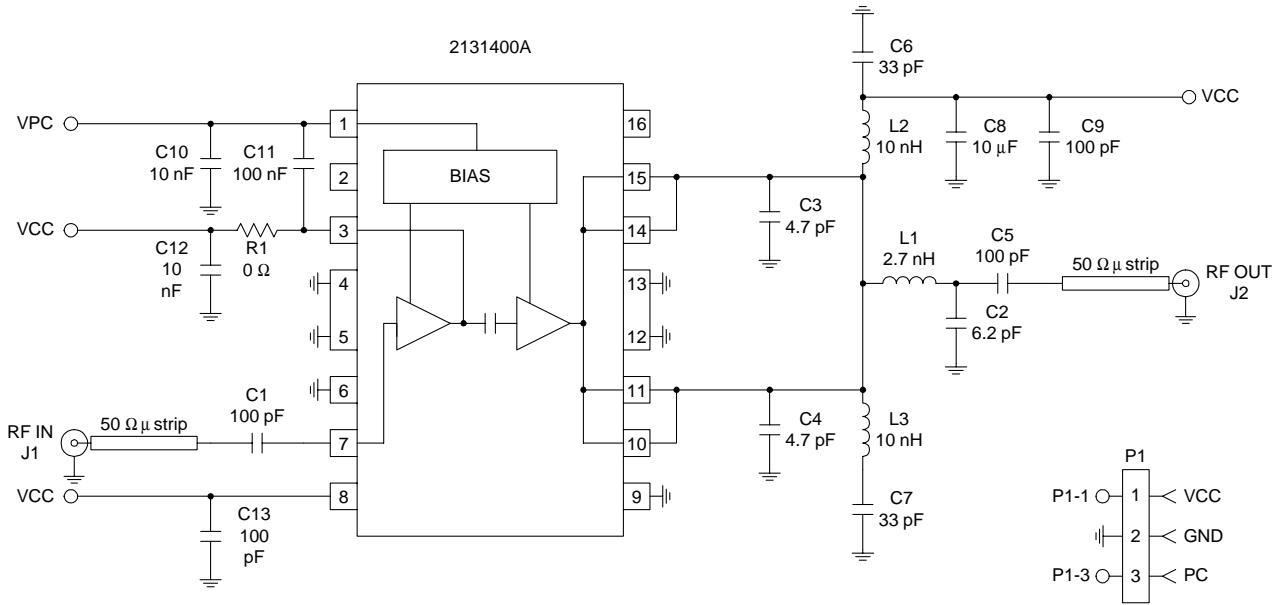 2131400A
C6
33 pF
VPC
1
16
VCC
C10
10 nF
C11
100 nF
L2
10 nH
C8
10 μF
C9
100 pF
2
BIAS
15
VCC
3
14
C3
4.7 pF
C12
10
nF
R1
0 Ω
L1
2.7 nH
C5
100 pF
50 Ω μ strip
RF OUT
J2
4
13
C2
6.2 pF
5
12
6
11
C1
100 pF
C4
4.7 pF
L3
10 nH
RF IN
J1
50 Ω μ strip
7
10
P1
VCC
8
9
P1-1
1
VCC
C13
100
pF
C7
33 pF
2
GND
P1-3
3
PC